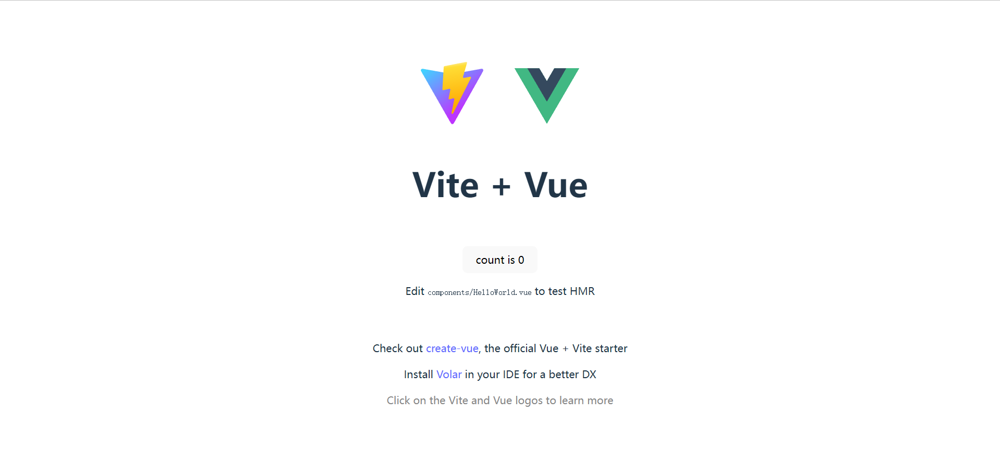 Vite + Vue
count is 0
Edit components/HelloWorld.vue to test HMR
Check out create-vue, the official Vue + Vite starter
Install Volar in your IDE for a better DX
Click on the Vite and Vue logos to learn more